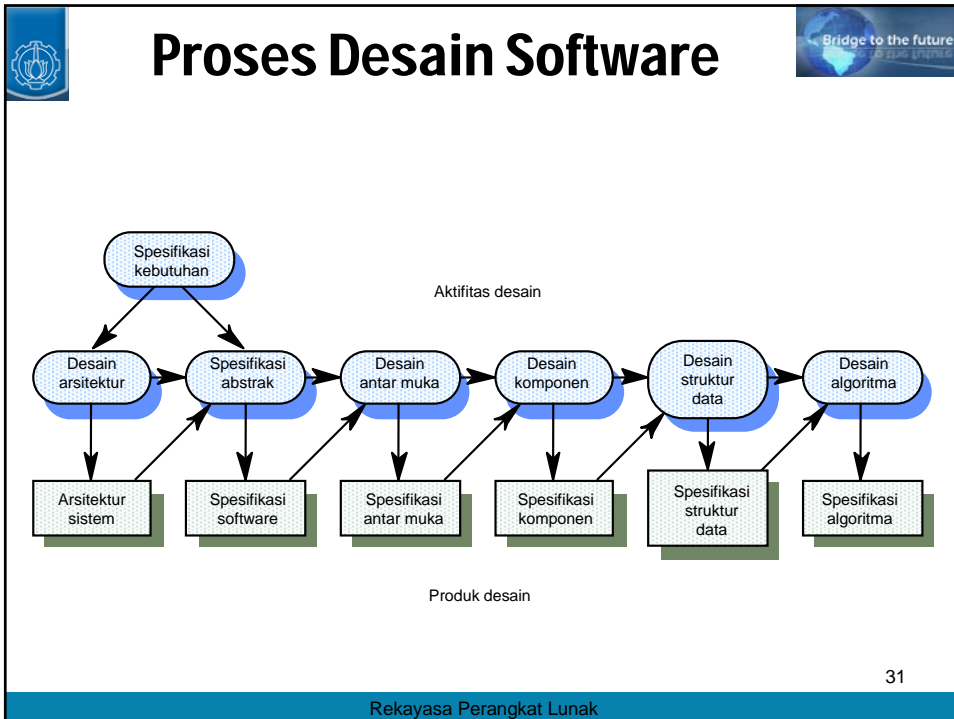 Proses Desain Software
Bridge to the future
Spesifikasi
kebutuhan
Aktifitas desain
Desain
arsitektur
Spesifikasi
abstrak
Desain
antar muka
Desain
komponen
Desain
struktur
data
Desain
algoritma
Arsitektur
sistem
Spesifikasi
software
Spesifikasi
antar muka
Spesifikasi
komponen
Spesifikasi
struktur
data
Spesifikasi
algoritma
Produk desain
31
Rekayasa Perangkat Lunak